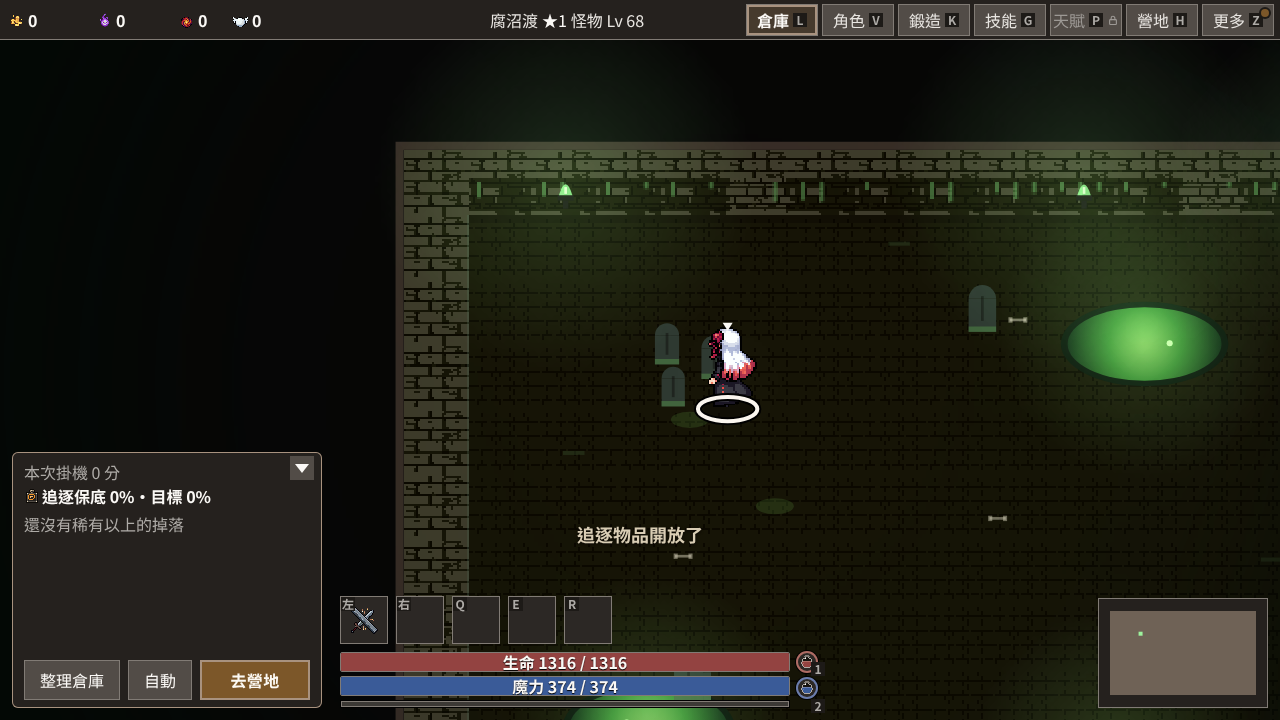 0 0 0 0 腐沼渡 ★1 怪物 Lv 68 倉庫 L 角色 V 鍛造 K 技能 G 天賦 P 營地 H 更多 Z
本次掛機 0 分
追逐保底 0%・目標 0%
還沒有稀有以上的掉落
追逐物品開放了
左 右 Q E R
生命 1316 / 1316 1
整理倉庫 自動 去營地 魔力 374 / 374 2